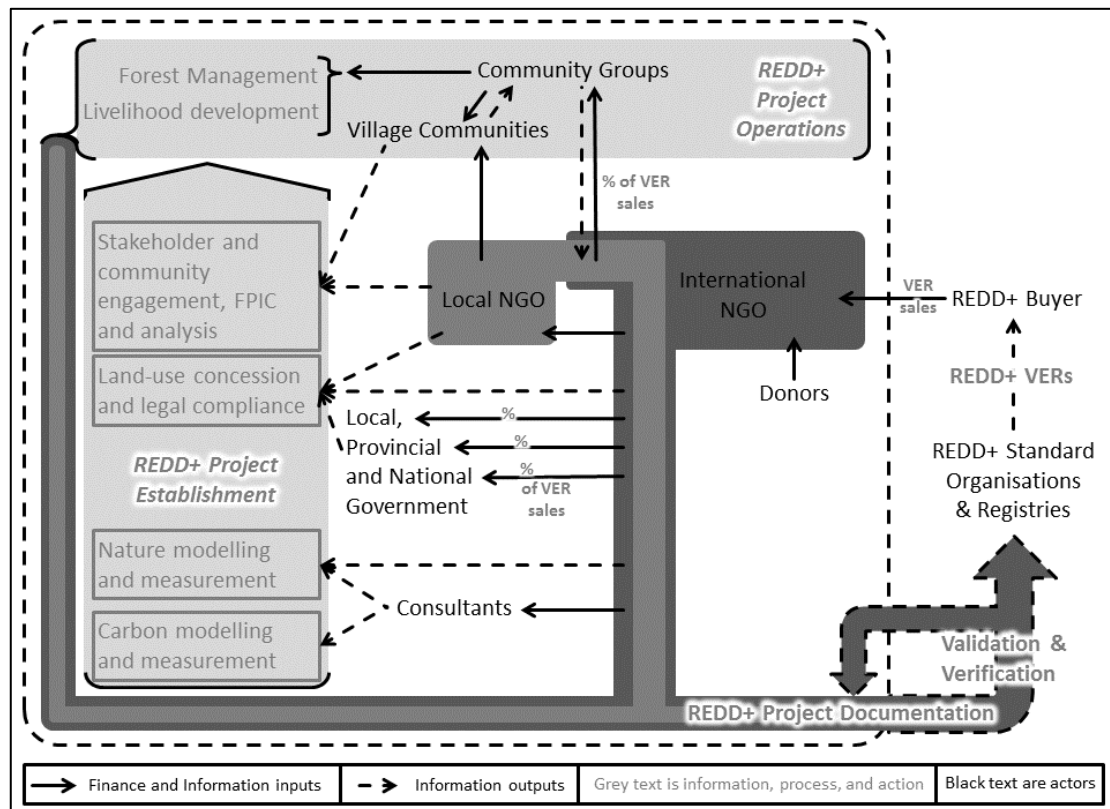 Forest Management
Livelihood development
Community Groups
Village Communities
REDD+
Project
Operations
% of VER
sales
Stakeholder and
community
engagement, FPIC
and analysis
Land-use concession
and legal compliance
REDD+ Project
Establishment
Nature modelling
and measurement
Carbon modelling
and measurement
Local NGO
International
NGO
VER
sales
REDD+ Buyer
Donors
REDD+ VERs
REDD+ Standard
Organisations
& Registries
Local,
Provincial
and National
Government
%
%
%
of VER
sales
Consultants
Validation &
Verification
REDD+ Project Documentation
Finance and Information inputs
Information outputs
Grey text is information, process, and action
Black text are actors